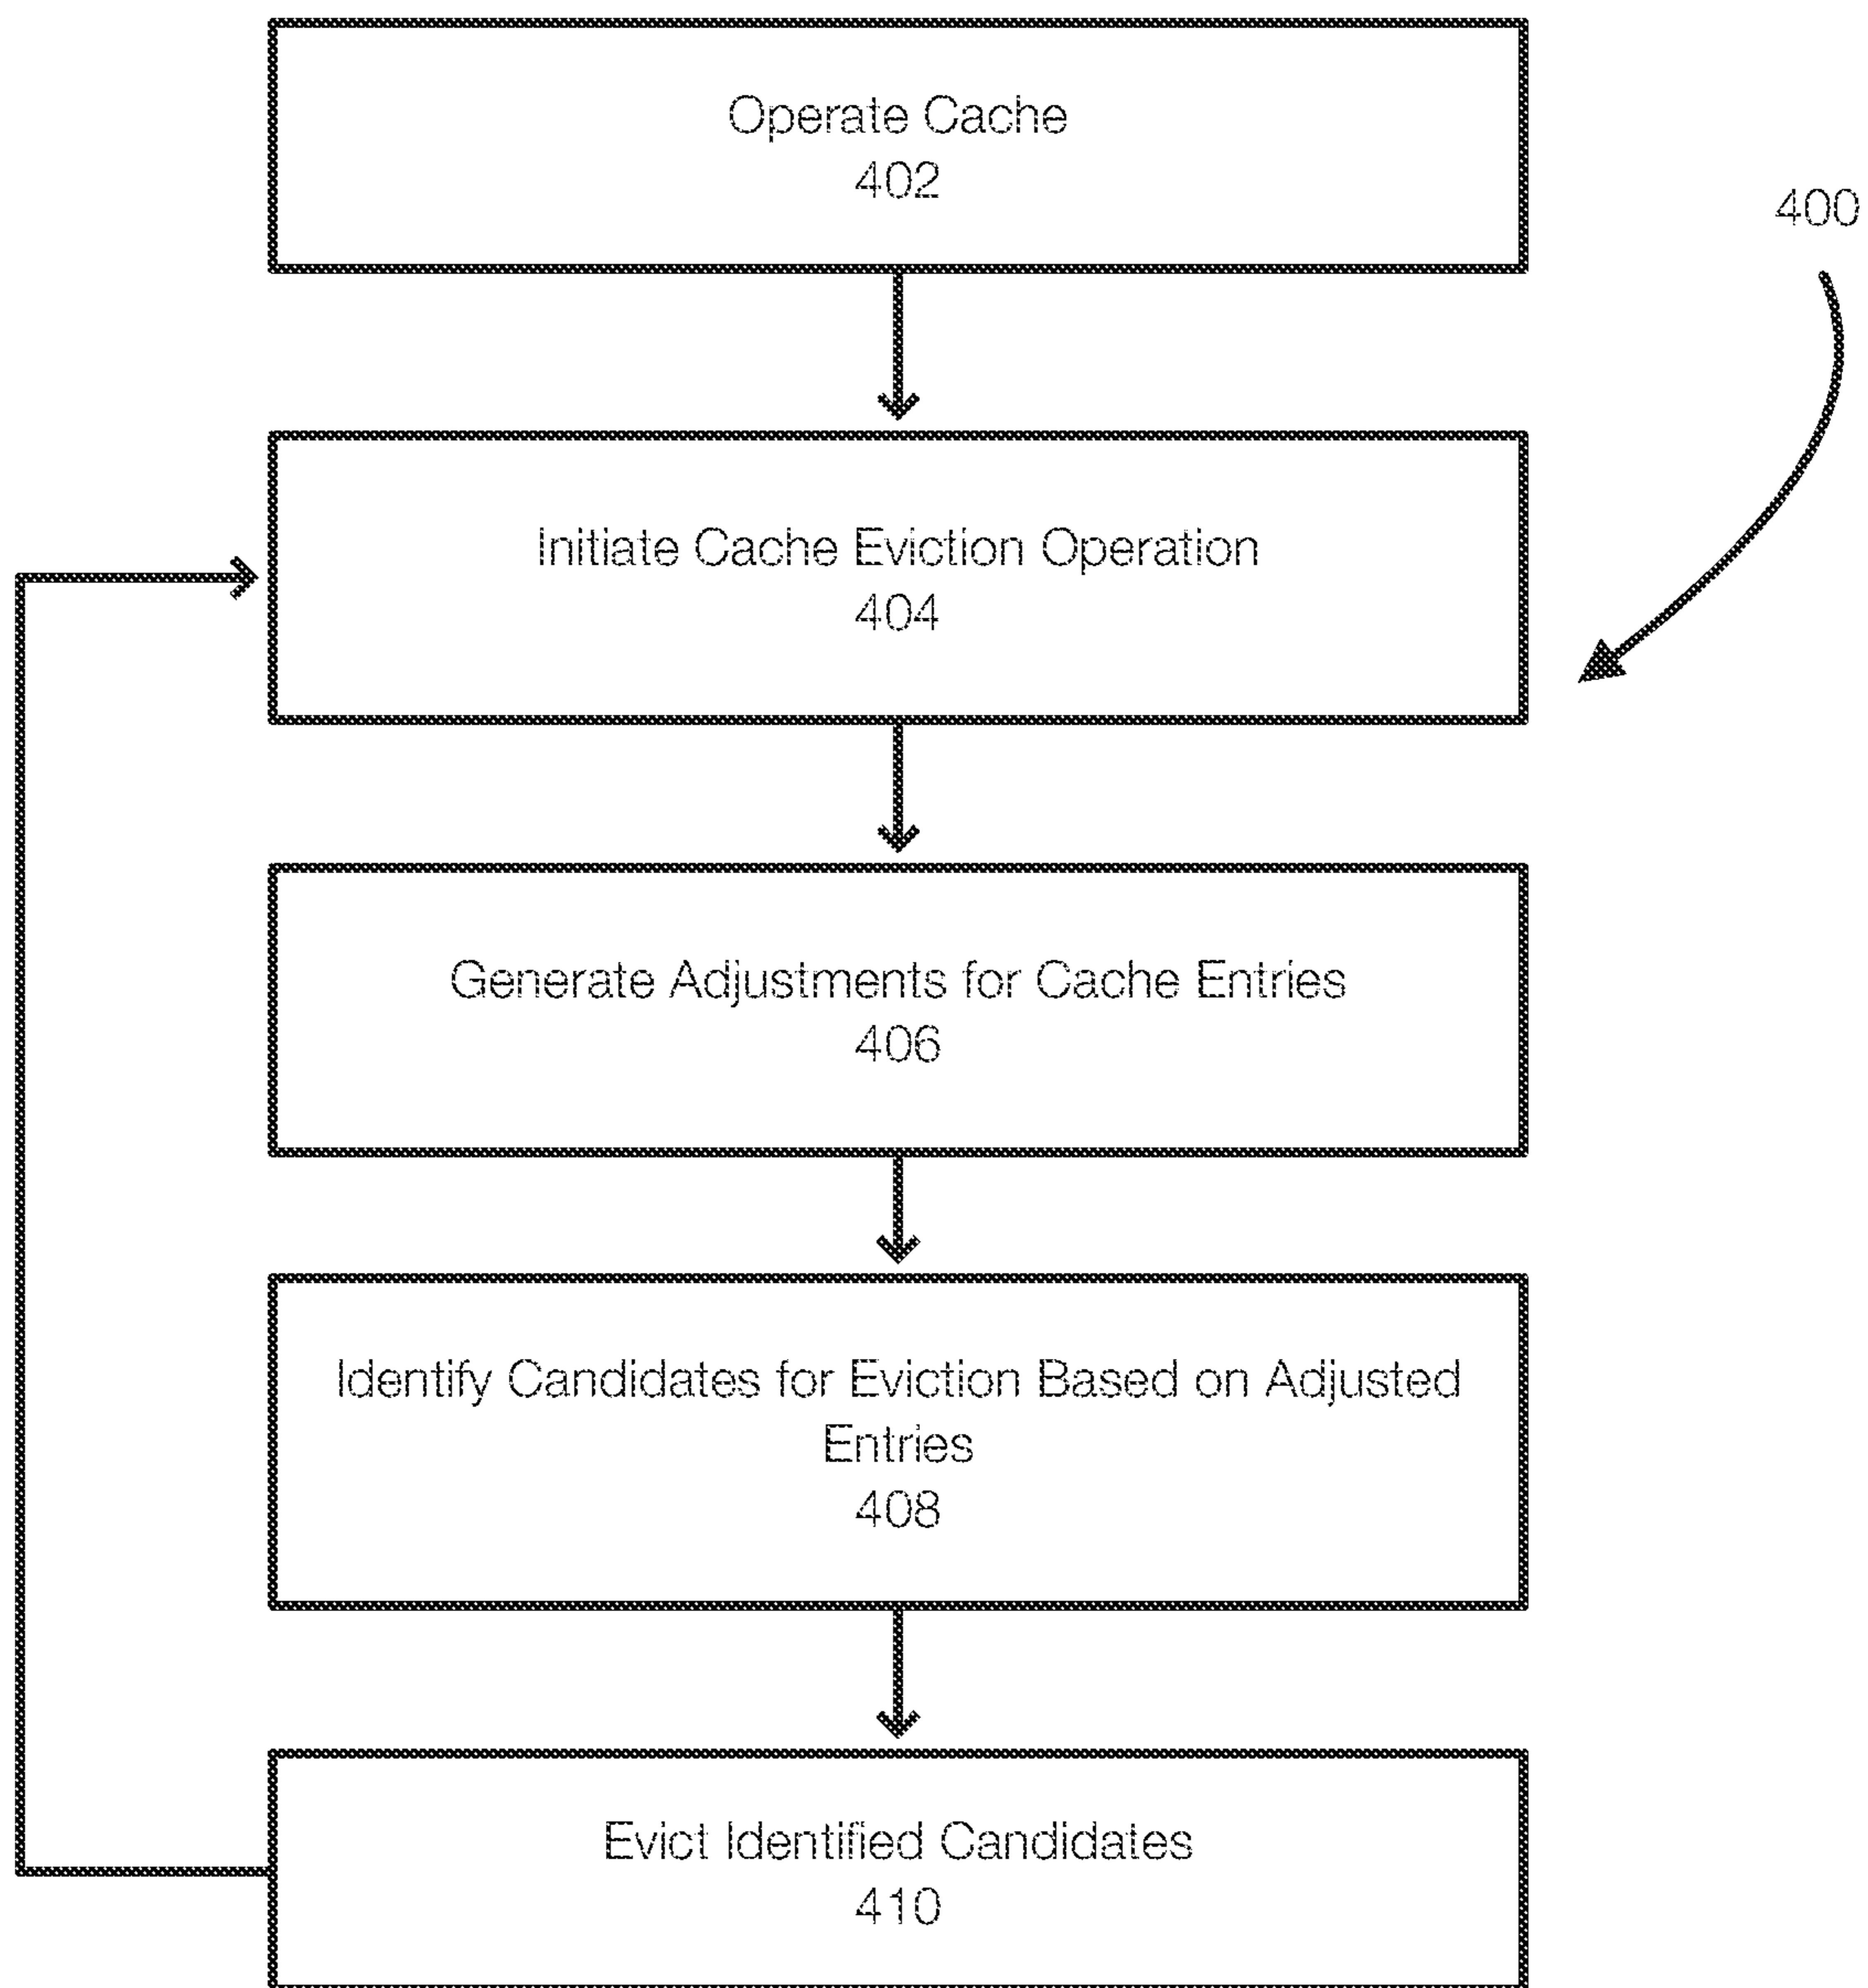 Operate Cache
402
400
Initiate Cache Eviction Operation
404
Generate Adjustments for Cache Entries
406
Identify Candidates for Eviction Based on Adjusted
Entries
408
Evict Identified Candidates
410